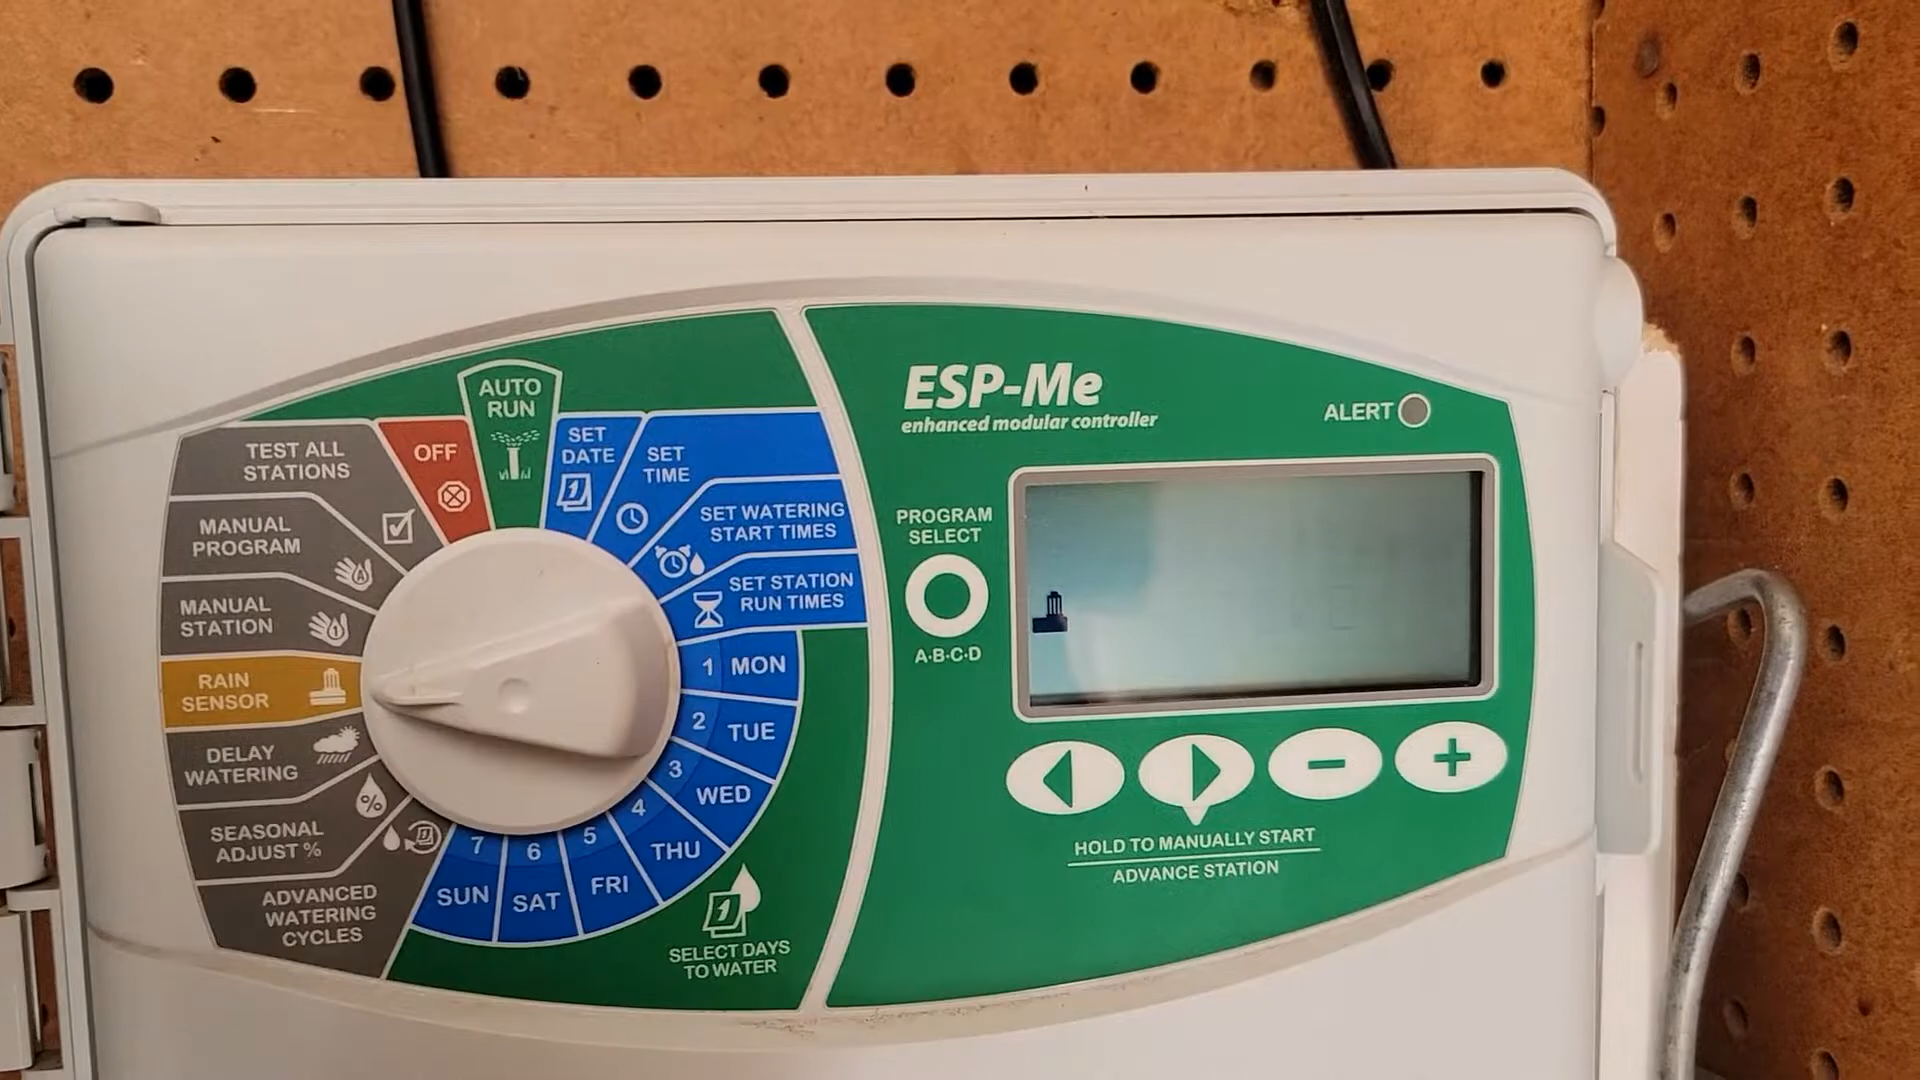 AUTO
RUN
TEST ALL
STATIONS
OFF
SET
DATE
1
SET
TIME
MANUAL
PROGRAM
A
SET WATERING
START TIMES
MANUAL
STATION
1
SET STATION
RUN TIMES
RAIN
SENSOR
1 MON
DELAY
WATERING
2 TUE
SEASONAL
ADJUST %
%
3 WED
ADVANCED
WATERING
CYCLES
4 THU
5 FRI
6 SAT
7 SUN
1
SELECT DAYS
TO WATER
ESP-Me
enhanced modular controller
ALERT
PROGRAM
SELECT
A·B·C·D
HOLD TO MANUALLY START
ADVANCE STATION